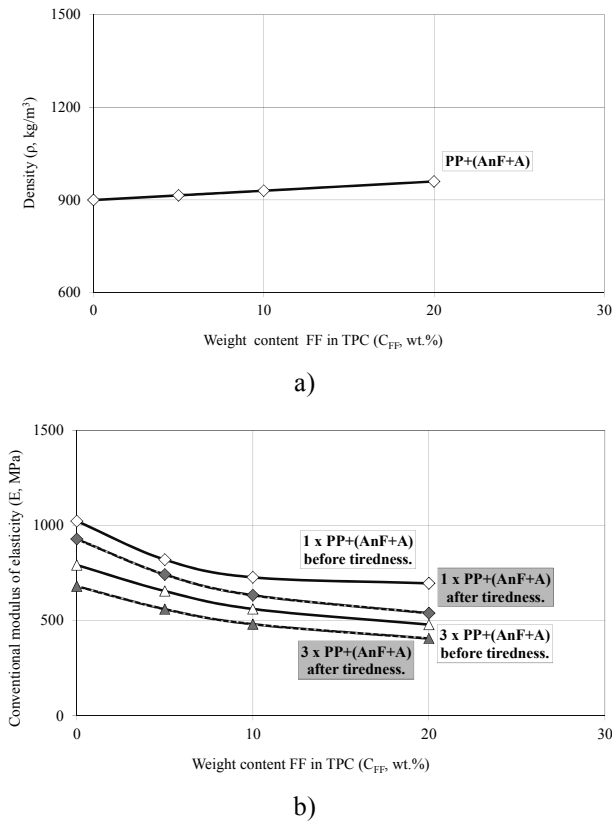 1500
1200
900
600
0
10
20
30
Density (ρ, kg/m³)
PP+(AnF+A)
Weight content FF in TPC (C_FF, wt.%)
a)
1500
1000
500
0
0
10
20
30
Conventional modulus of elasticity (E, MPa)
1 x PP+(AnF+A)
before tiredness.
1 x PP+(AnF+A)
after tiredness.
3 x PP+(AnF+A)
before tiredness.
3 x PP+(AnF+A)
after tiredness.
Weight content FF in TPC (C_FF, wt.%)
b)